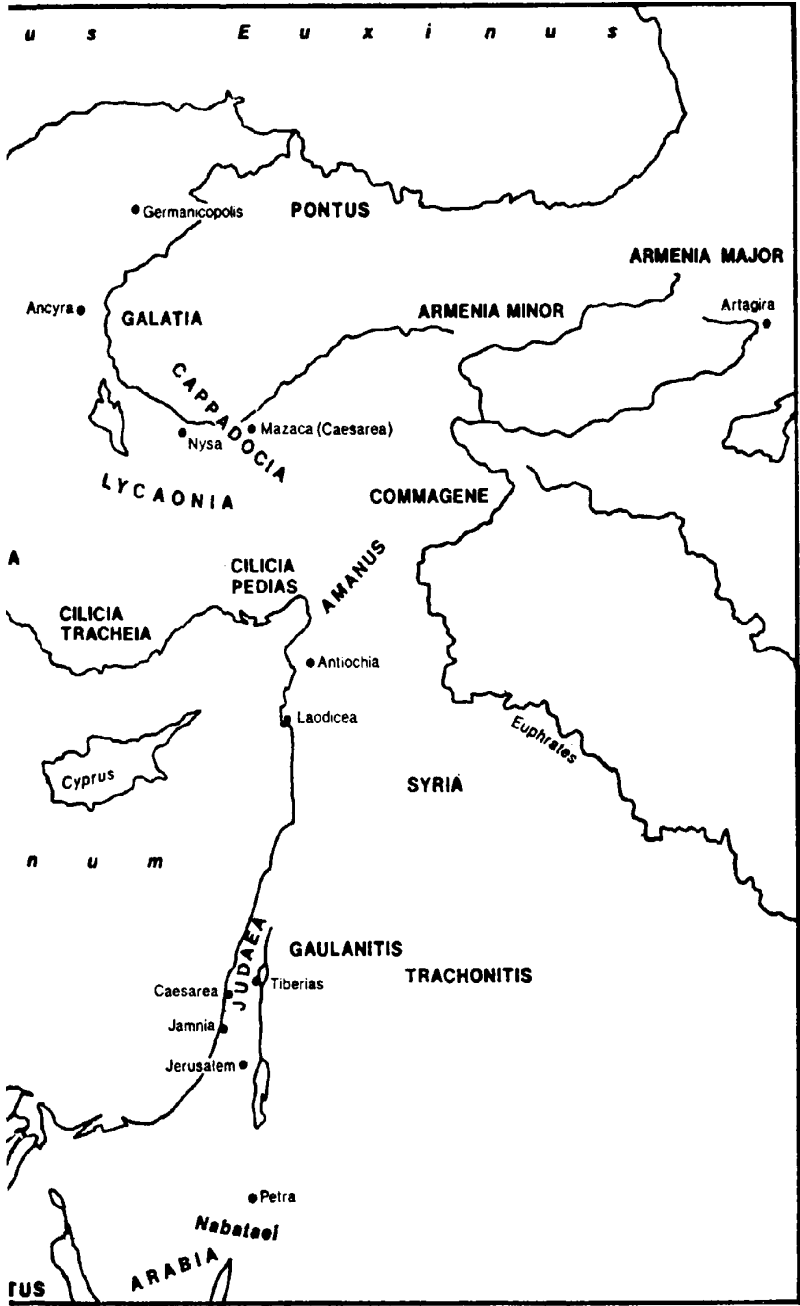 u s E u x i n u s
Germanicopolis
PONTUS
ARMENIA MAJOR
Ancyra
GALATIA
ARMENIA MINOR
Artagira
CAPPADOCIA
Mazaca (Caesarea)
Nysa
LYCAONIA
COMMAGENE
A
CILICIA
PEDIAS
AMANUS
CILICIA
TRACHEIA
Antiochia
Laodicea
Euphrates
Cyprus
SYRIA
n u m
JUDAEA
GAULANITIS
TRACHONITIS
Tiberias
Caesarea
Jamnia
Jerusalem
Petra
Nabataei
ARABIA
TUS